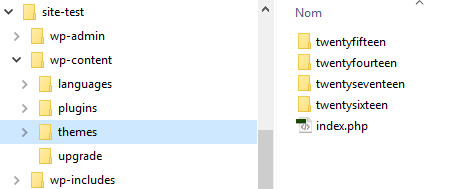 site-test
wp-admin
wp-content
languages
plugins
themes
upgrade
wp-includes
Nom
twentyfifteen
twentyfourteen
twentyseventeen
twentysixteen
index.php